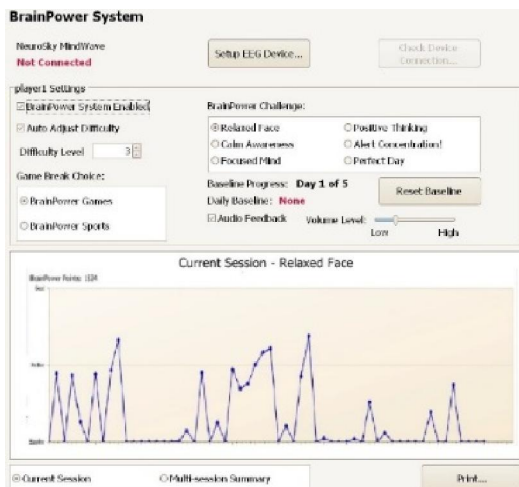 BrainPower System
NeuroSky MindWave
Not Connected
Setup EEG Device...
Check Device Connection...
player1 Settings
BrainPower System Enabled
Auto Adjust Difficulty
Difficulty Level 3
Game Break Choice:
BrainPower Games
BrainPower Sports
BrainPower Challenge:
Relaxed Face
Positive Thinking
Calm Awareness
Alert Concentration!
Focused Mind
Perfect Day
Baseline Progress: Day 1 of 5
Daily Baseline: None
Reset Baseline
Audio Feedback
Volume Level:
Low High
Current Session - Relaxed Face
BrainPower Points:
Current Session
Multi-session Summary
Print...